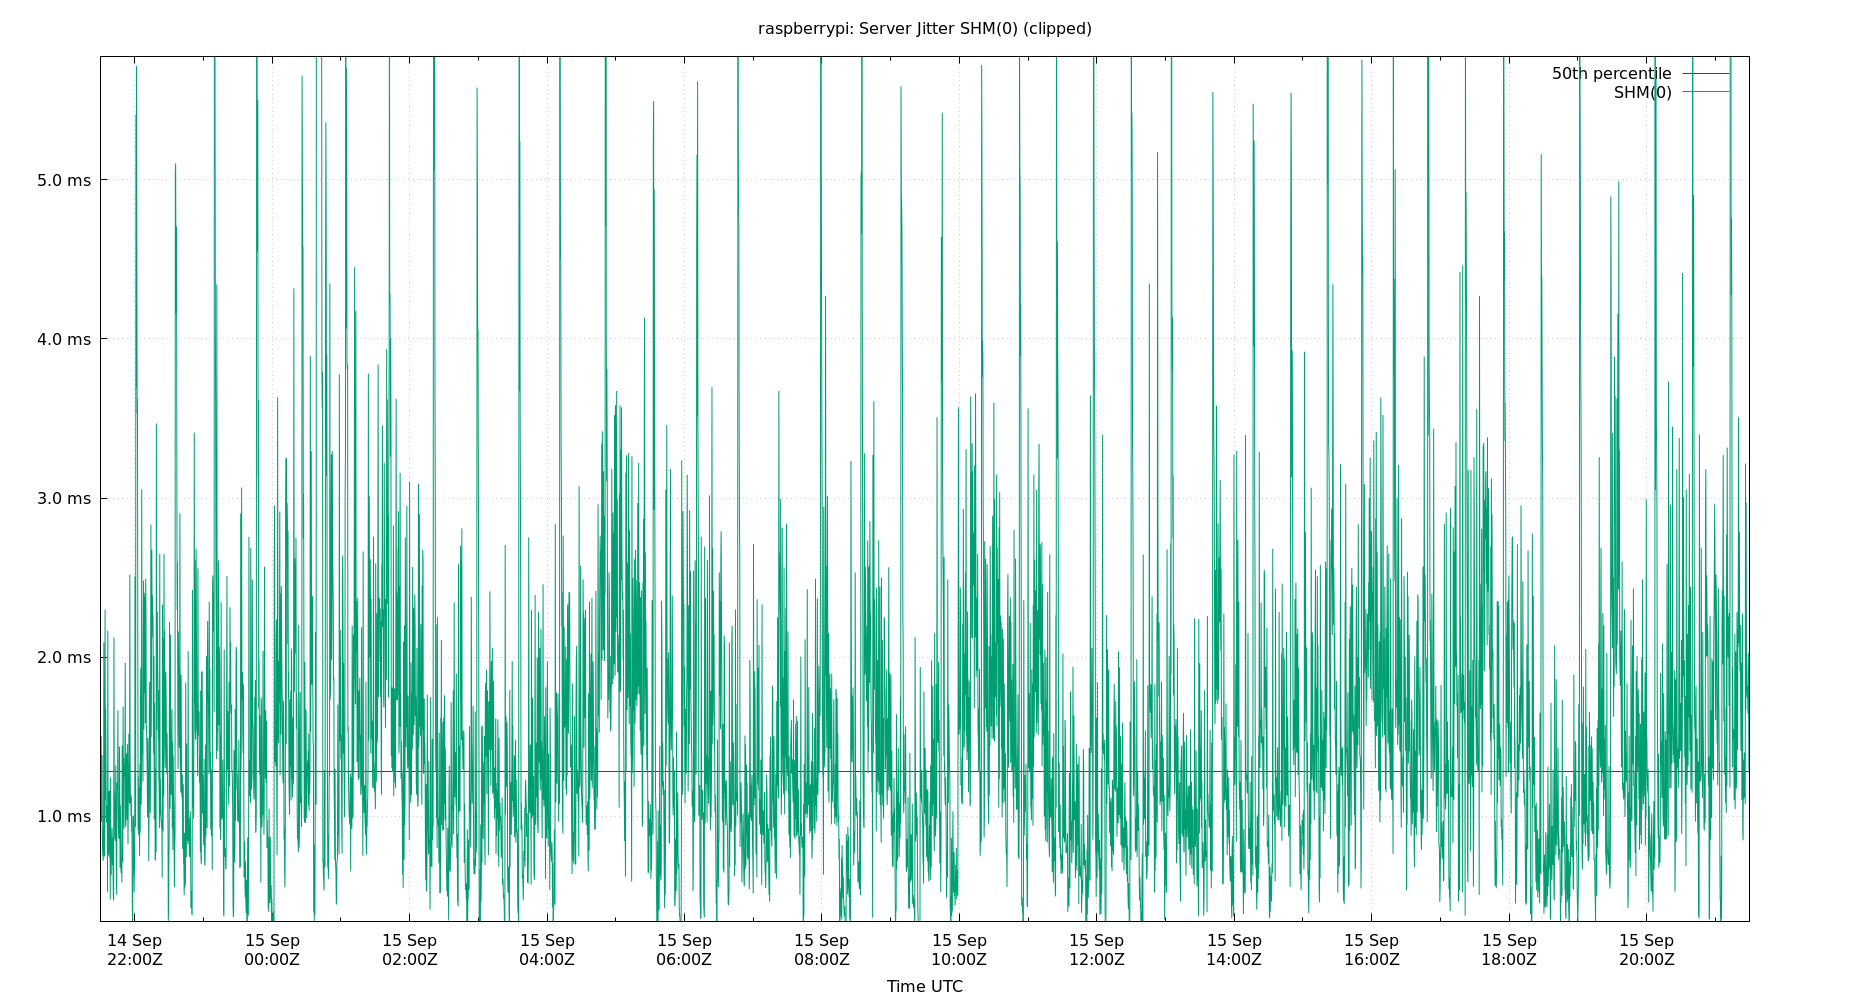 raspberrypi: Server Jitter SHM(0) (clipped)
50th percentile
SHM(0)
5.0 ms
4.0 ms
3.0 ms
2.0 ms
1.0 ms
14 Sep 15 Sep 15 Sep 15 Sep 15 Sep 15 Sep 15 Sep 15 Sep 15 Sep 15 Sep 15 Sep 15 Sep
22:00Z 00:00Z 02:00Z 04:00Z 06:00Z 08:00Z 10:00Z 12:00Z 14:00Z 16:00Z 18:00Z 20:00Z
Time UTC